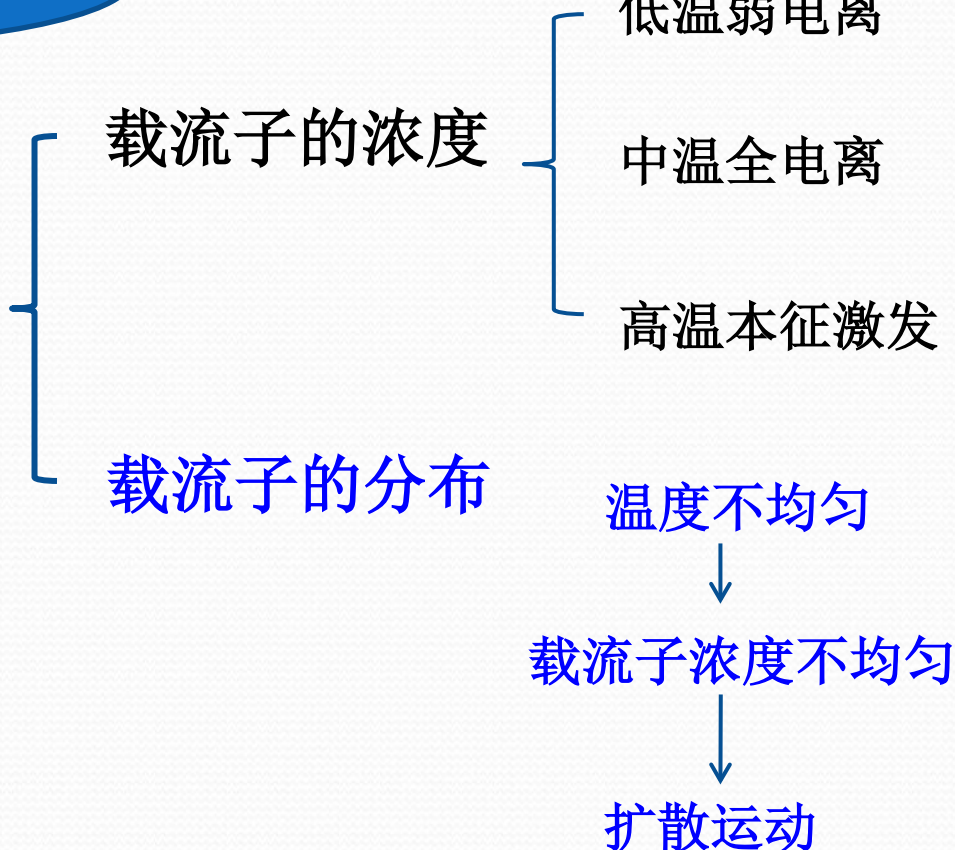 低温弱电离
载流子的浓度
中温全电离
高温本征激发
载流子的分布
温度不均匀
载流子浓度不均匀
扩散运动